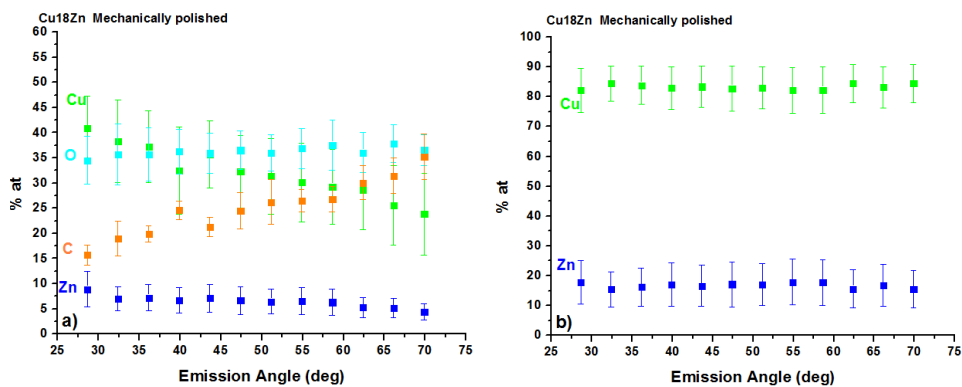 Cu18Zn Mechanically polished
60
55
50
45
40
35
30
25
20
15
10
5
0
% at
Cu
O
C
Zn
a)
25 30 35 40 45 50 55 60 65 70 75
Emission Angle (deg)
Cu18Zn Mechanically polished
100
90
80
70
60
50
40
30
20
10
0
% at
Cu
Zn
b)
25 30 35 40 45 50 55 60 65 70 75
Emission Angle (deg)